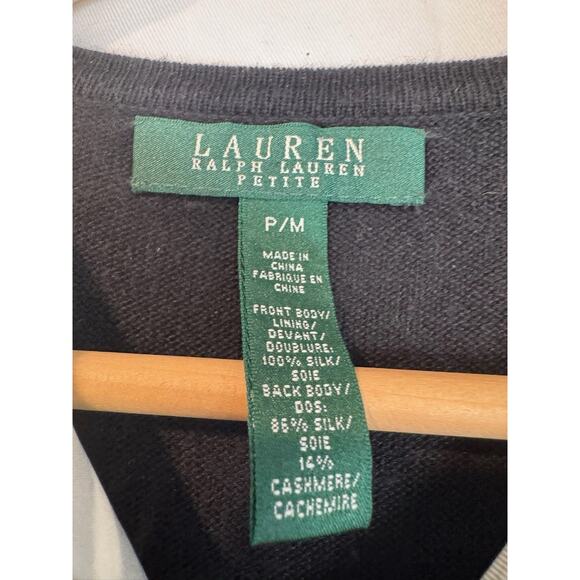 LAUREN
RALPH LAUREN
PETITE
P/M
MADE IN
CHINA
FABRIQUE EN
CHINE
FRONT BODY/
LINING/
DEVANT/
DOUBLURE:
100% SILK/
SOIE
BACK BODY/
DOS:
86% SILK/
SOIE
14%
CASHMERE/
CACHEMIRE